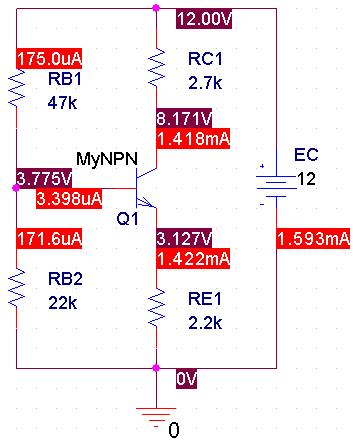 12.00V
175.0uA
RB1
47k
RC1
2.7k
8.171V
1.418mA
MyNPN
EC
12
3.775V
3.398uA
Q1
171.6uA
3.127V
1.422mA
1.593mA
RB2
22k
RE1
2.2k
0V
0